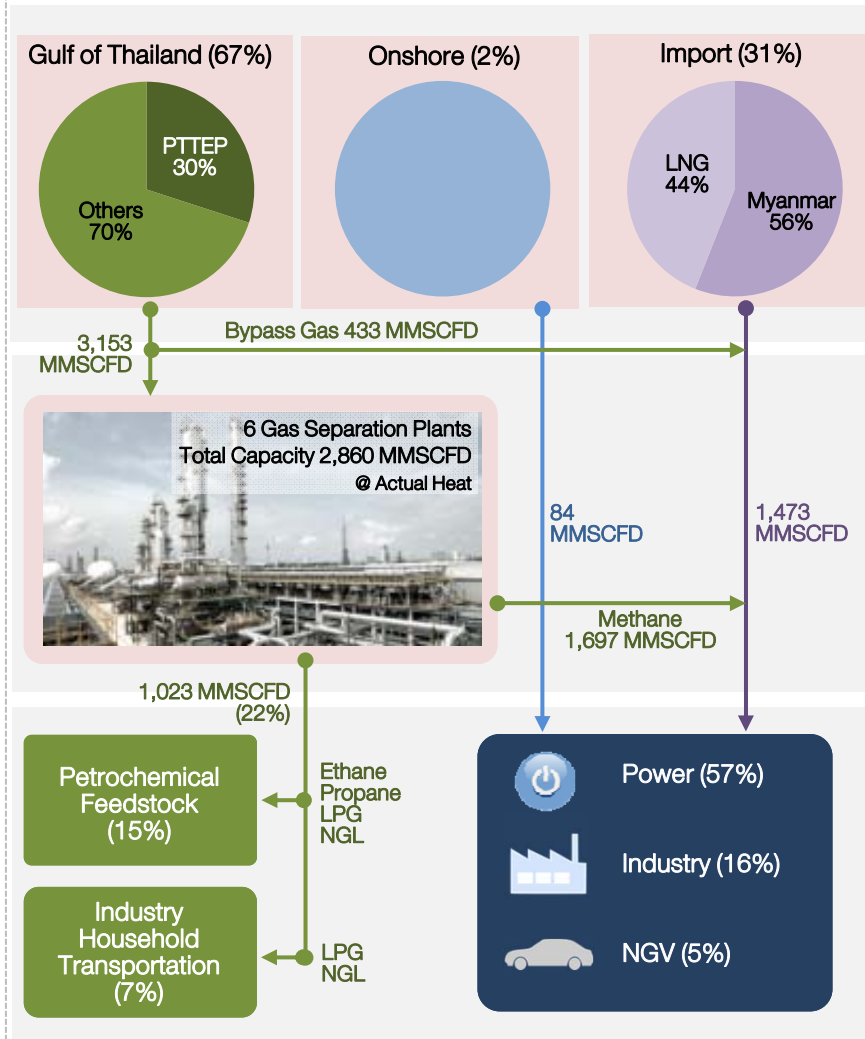 Gulf of Thailand (67%)
Onshore (2%)
Import (31%)
PTTEP
30%
Others
70%
LNG
44%
Myanmar
56%
3,153
MMSCFD
Bypass Gas 433 MMSCFD
6 Gas Separation Plants
Total Capacity 2,860 MMSCFD
@ Actual Heat
84
MMSCFD
1,473
MMSCFD
Methane
1,697 MMSCFD
1,023 MMSCFD
(22%)
Petrochemical
Feedstock
(15%)
Ethane
Propane
LPG
NGL
Industry
Household
Transportation
(7%)
LPG
NGL
Power (57%)
Industry (16%)
NGV (5%)